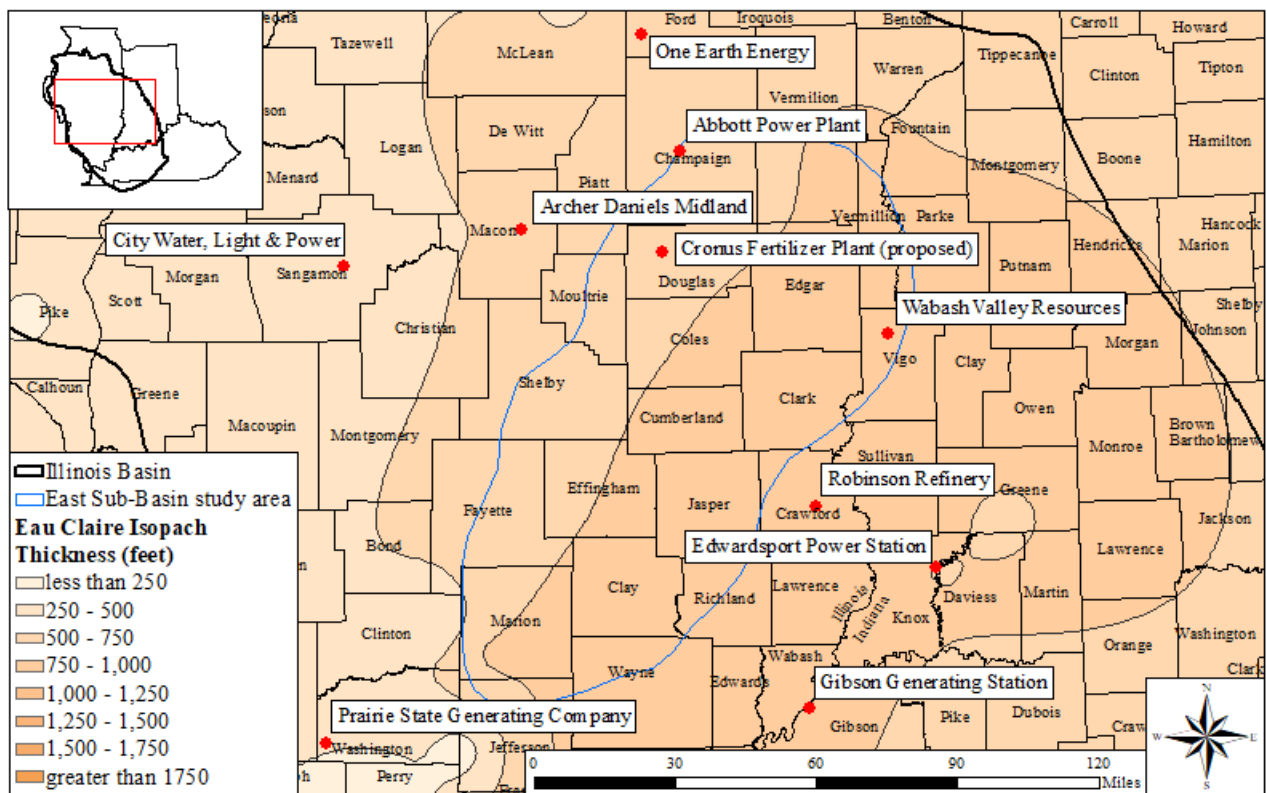 Ford
Iroquois
Benton
Carroll
Howard
Tazewell
McLean
One Earth Energy
Tippecanoe
Warren
Clinton
Tipton
Vermilion
Abbott Power Plant
De Witt
Fountain
Logan
Champaign
Hamilton
Boone
Montgomery
Menard
Piatt
Archer Daniels Midland
Vermillion
Parke
Hancock
Macon
City Water, Light & Power
Hendricks
Marion
Cronus Fertilizer Plant (proposed)
Putnam
Morgan
Sangamon
Douglas
Edgar
Scott
Moultrie
Wabash Valley Resources
Shelby
Pike
Christian
Johnson
Coles
Vigo
Clay
Morgan
Shelby
Calhoun
Greene
Clark
Owen
Cumberland
Macoupin
Montgomery
Monroe
Brown
Bartholomew
Sullivan
Illinois Basin
Robinson Refinery
East Sub-Basin study area
Effingham
Greene
Jasper
Fayette
Crawford
Jackson
Eau Claire Isopach
Thickness (feet)
Bond
Edwardsport Power Station
Lawrence
less than 250
250 - 500
500 - 750
750 - 1,000
1,000 - 1,250
1,250 - 1,500
1,500 - 1,750
greater than 1750
Clay
Richland
Lawrence
Illinois
Indiana
Knox
Daviess
Martin
Marion
Clinton
Washington
Orange
Wabash
Clark
Wayne
Edwards
Gibson Generating Station
Prairie State Generating Company
Gibson
Pike
Dubois
Craw
Washington
Jefferson
Perry
N
W
E
S
0
30
60
90
120
Miles